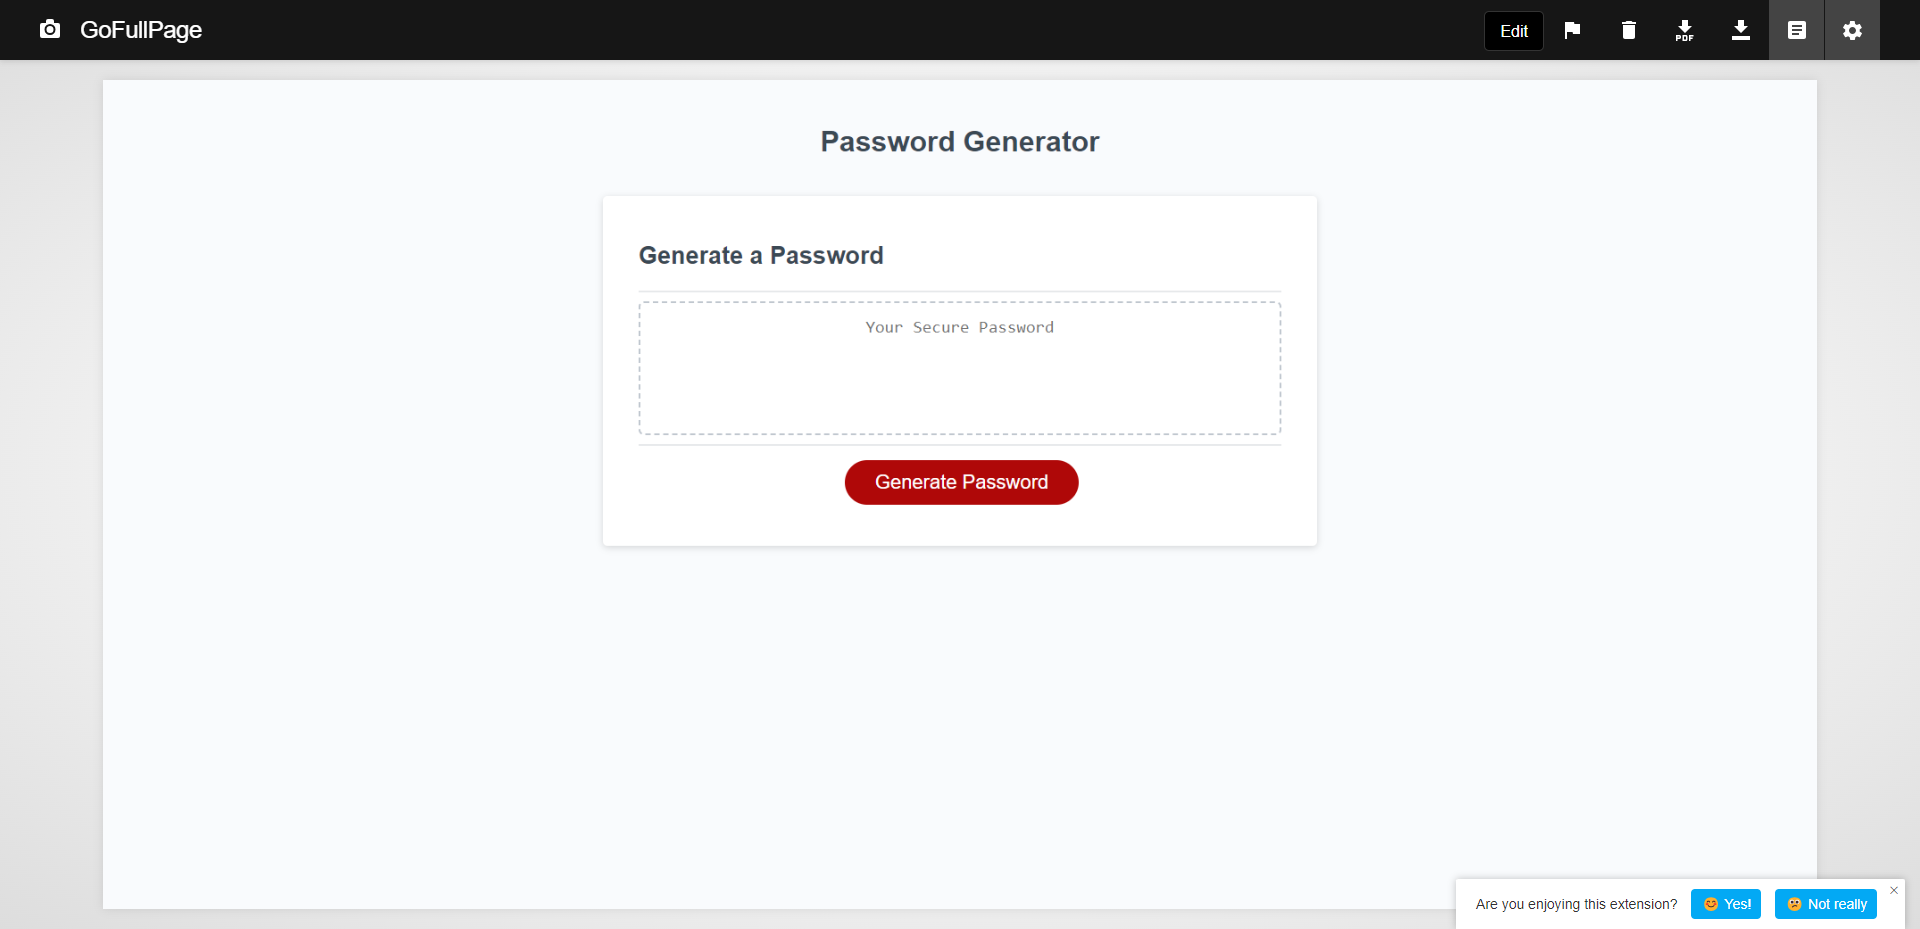 GoFullPage
Edit
PDF
Password Generator
Generate a Password
Your Secure Password
Generate Password
Are you enjoying this extension?
Yes!
Not really